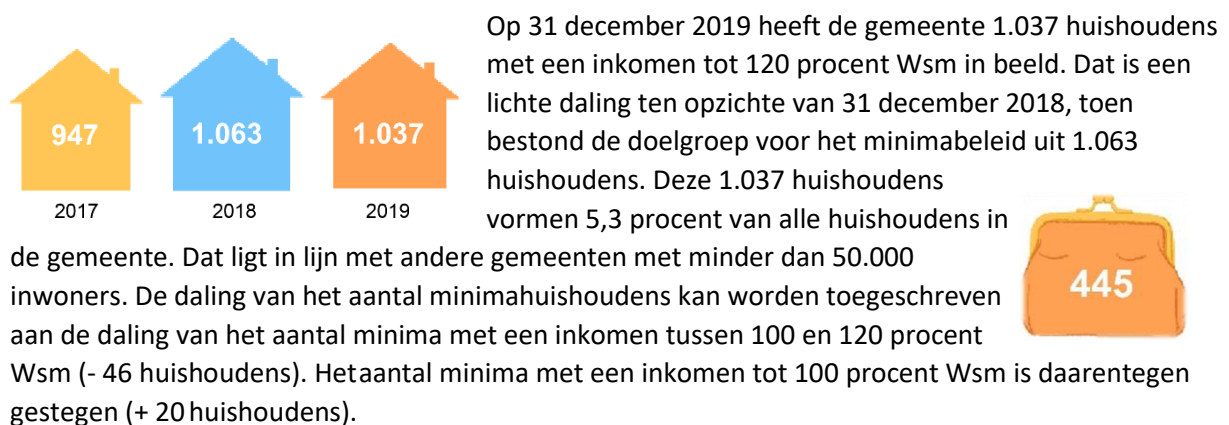 947
1.063
1.037
2017
2018
2019
Op 31 december 2019 heeft de gemeente 1.037 huishoudens
met een inkomen tot 120 procent Wsm in beeld. Dat is een
lichte daling ten opzichte van 31 december 2018, toen
bestond de doelgroep voor het minimabeleid uit 1.063
huishoudens. Deze 1.037 huishoudens
vormen 5,3 procent van alle huishoudens in
de gemeente. Dat ligt in lijn met andere gemeenten met minder dan 50.000
inwoners. De daling van het aantal minimahuishoudens kan worden toegeschreven
aan de daling van het aantal minima met een inkomen tussen 100 en 120 procent
Wsm (- 46 huishoudens). Hetaantal minima met een inkomen tot 100 procent Wsm is daarentegen
gestegen (+ 20 huishoudens).
445